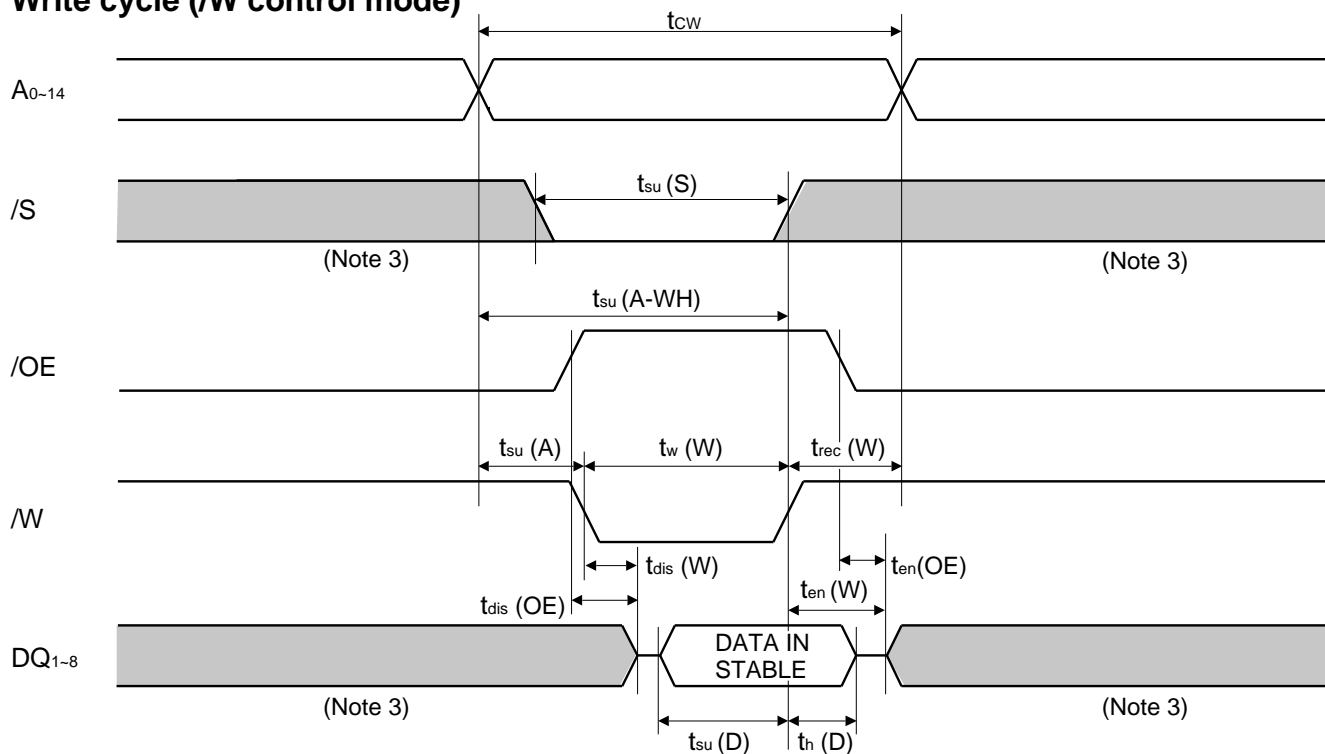 Write cycle (/W control mode)
tCW
A0~14
tsu (S)
/S
(Note 3)
(Note 3)
tsu (A-WH)
/OE
tsu (A)
tw (W)
trec (W)
/W
tdis (W)
ten(OE)
tdis (OE)
ten (W)
DQ1~8
DATA IN
STABLE
(Note 3)
(Note 3)
tsu (D)
th (D)